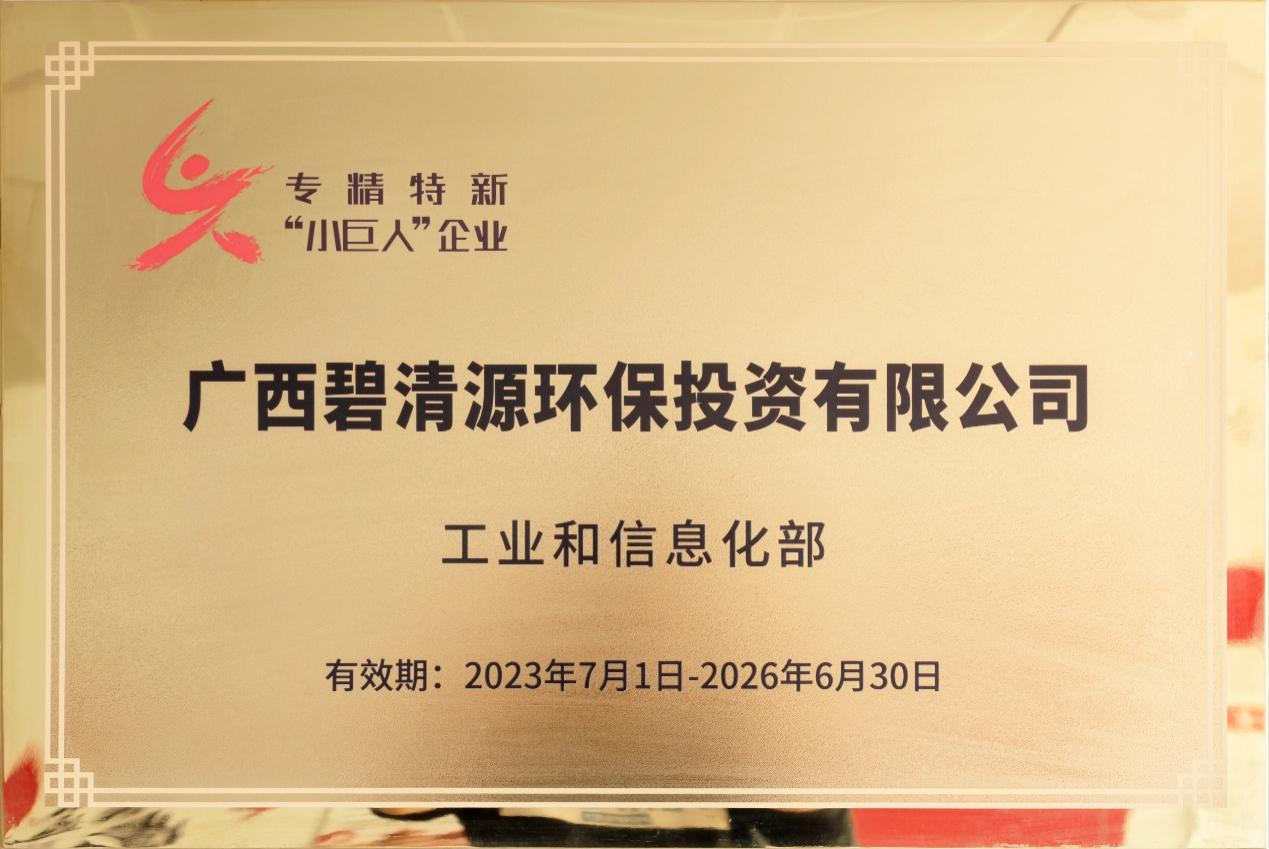 专精特新
“小巨人”企业
广西碧清源环保投资有限公司
工业和信息化部
有效期：2023年7月1日-2026年6月30日